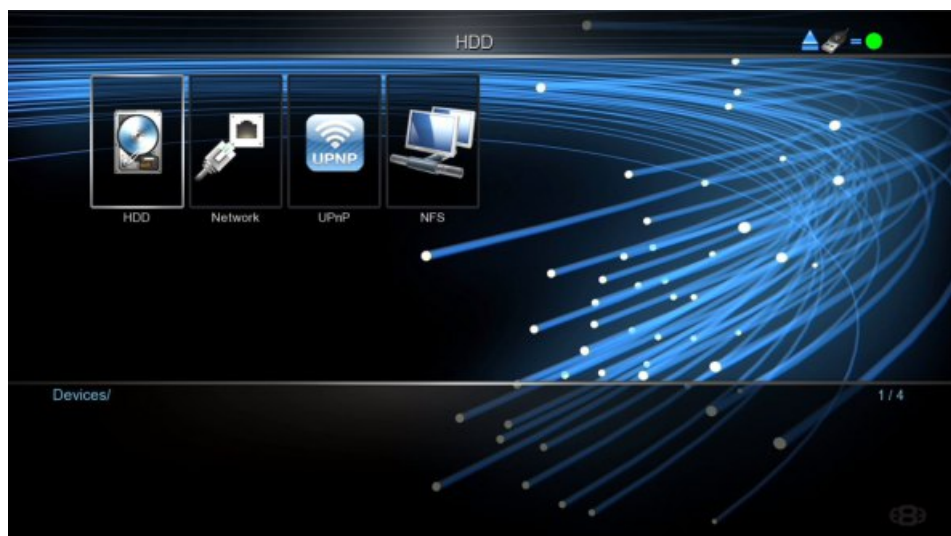 HDD
=
UPNP
HDD Network UPnP NFS
Devices/ 1 / 4